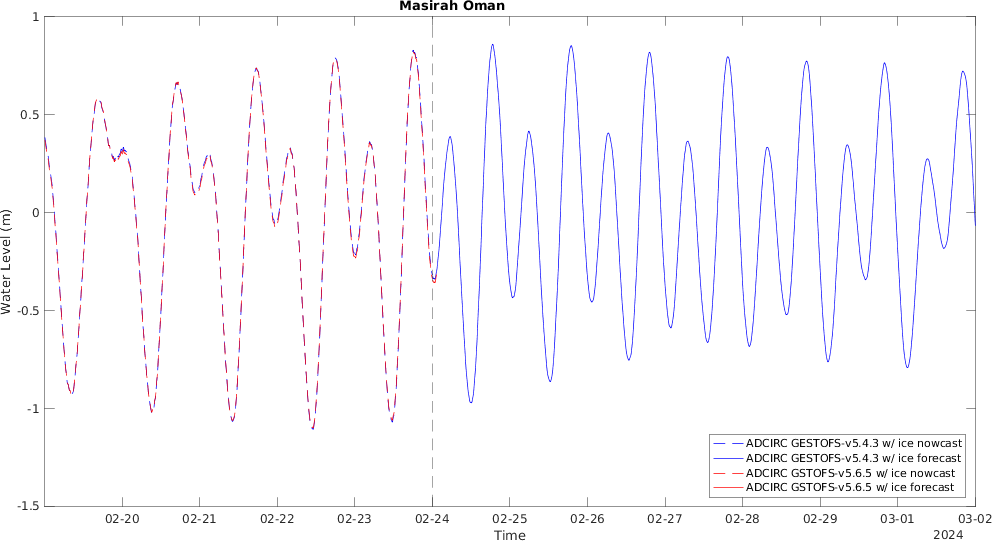 Masirah Oman
1
0.5
0
-0.5
-1
-1.5
Water Level (m)
02-20 02-21 02-22 02-23 02-24 02-25 02-26 02-27 02-28 02-29 03-01 03-02
Time
2024
ADCIRC GESTOFS-v5.4.3 w/ ice nowcast
ADCIRC GESTOFS-v5.4.3 w/ ice forecast
ADCIRC GSTOFS-v5.6.5 w/ ice nowcast
ADCIRC GSTOFS-v5.6.5 w/ ice forecast